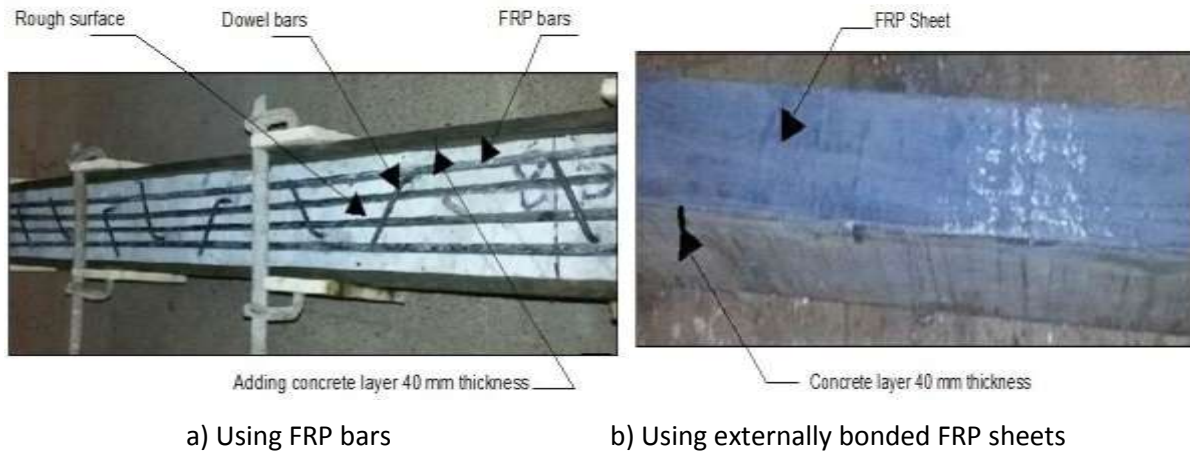 Rough surface
Dowel bars
FRP bars
FRP Sheet
Adding concrete layer 40 mm thickness
Concrete layer 40 mm thickness
a) Using FRP bars
b) Using externally bonded FRP sheets